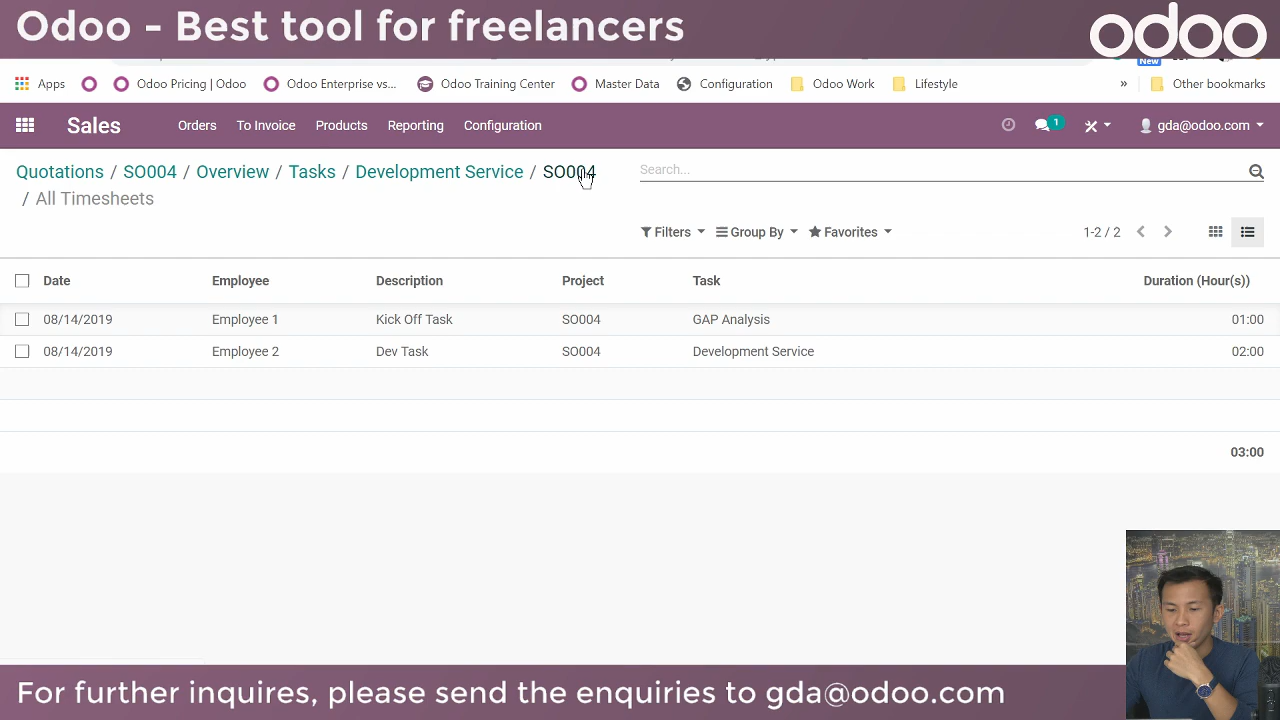 Odoo - Best tool for freelancers
odoo
New
Apps Odoo Pricing | Odoo Odoo Enterprise vs... Odoo Training Center Master Data Configuration Odoo Work Lifestyle » Other bookmarks
Sales Orders To Invoice Products Reporting Configuration 1 gda@odoo.com
Quotations / SO004 / Overview / Tasks / Development Service / SO004
/ All Timesheets
Search...
Filters Group By Favorites 1-2 / 2
Date Employee Description Project Task Duration (Hour(s))
08/14/2019 Employee 1 Kick Off Task SO004 GAP Analysis 01:00
08/14/2019 Employee 2 Dev Task SO004 Development Service 02:00
03:00
For further inquires, please send the enquiries to gda@odoo.com